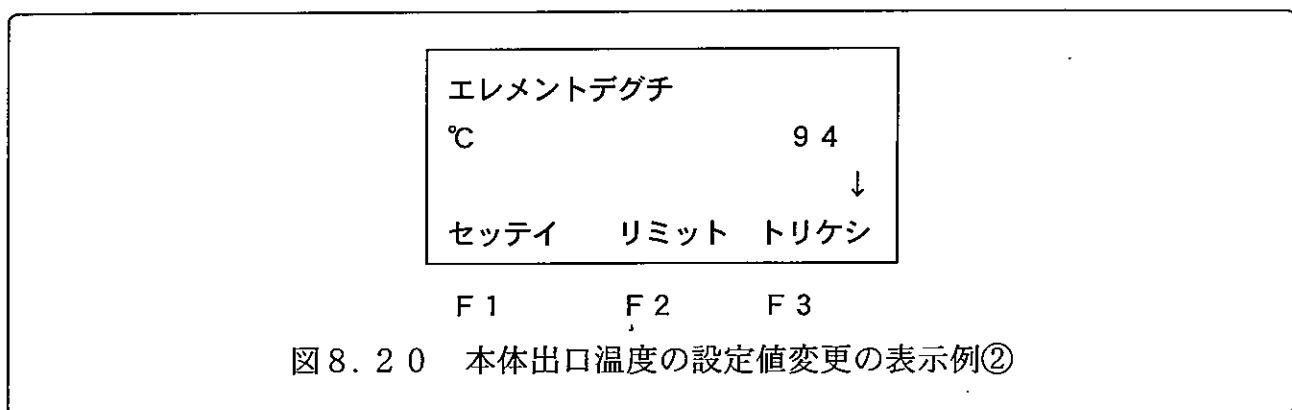 エレメントデグチ
℃ ９４
↓
セッテイ リミット トリケシ
Ｆ１ Ｆ２ Ｆ３
図８．２０ 本体出口温度の設定値変更の表示例②